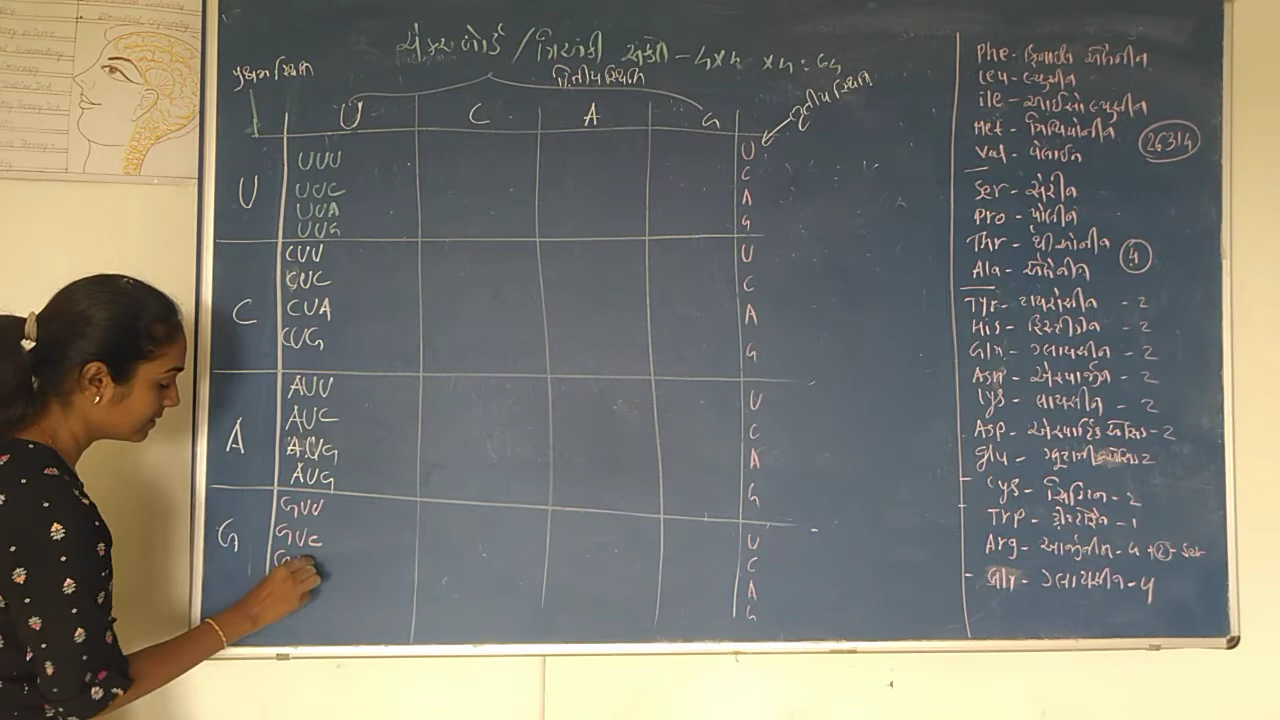 ચેકરબોર્ડ / ત્રિઅંકી સંકેતો - 4×4 ×4 = 64
પ્રથમ સ્થિતિ
દ્વિતીય સ્થિતિ
તૃતીય સ્થિતિ
U C A G
U
UUU U
UUC C
UUA A
UUG G
C
CUU U
CUC C
CUA A
CUG G
A
AUU U
AUC C
A
AUG G
G
GUU U
GUC C
A
G
Phe - ફિનાઈલ એલેનીન
Leu - લ્યુસીન
ile - આઈસોલ્યુસીન
Met - મિથિયોનીન
Val - વેલાઈન
26314
Ser - સેરીન
Pro - પ્રોલીન
Thr - થ્રીઓનીન
4
Ala - એલેનીન
Tyr - ટાયરોસીન - 2
His - હિસ્ટીડીન - 2
Gln - ગ્લાયસીન - 2
Asn - એસ્પાર્જીન - 2
Lys - લાયસીન - 2
Asp - એસ્પાર્ટિક એસિડ - 2
Glu -
Cys - સિસ્ટિન - 2
Trp - - 1
Arg - આર્જીનીન - 4 + 2 - Ser
Gly - ગ્લાયસીન - 4